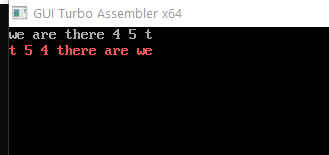 GUI Turbo Assembler x64
we are there 4 5 t
t 5 4 there are we